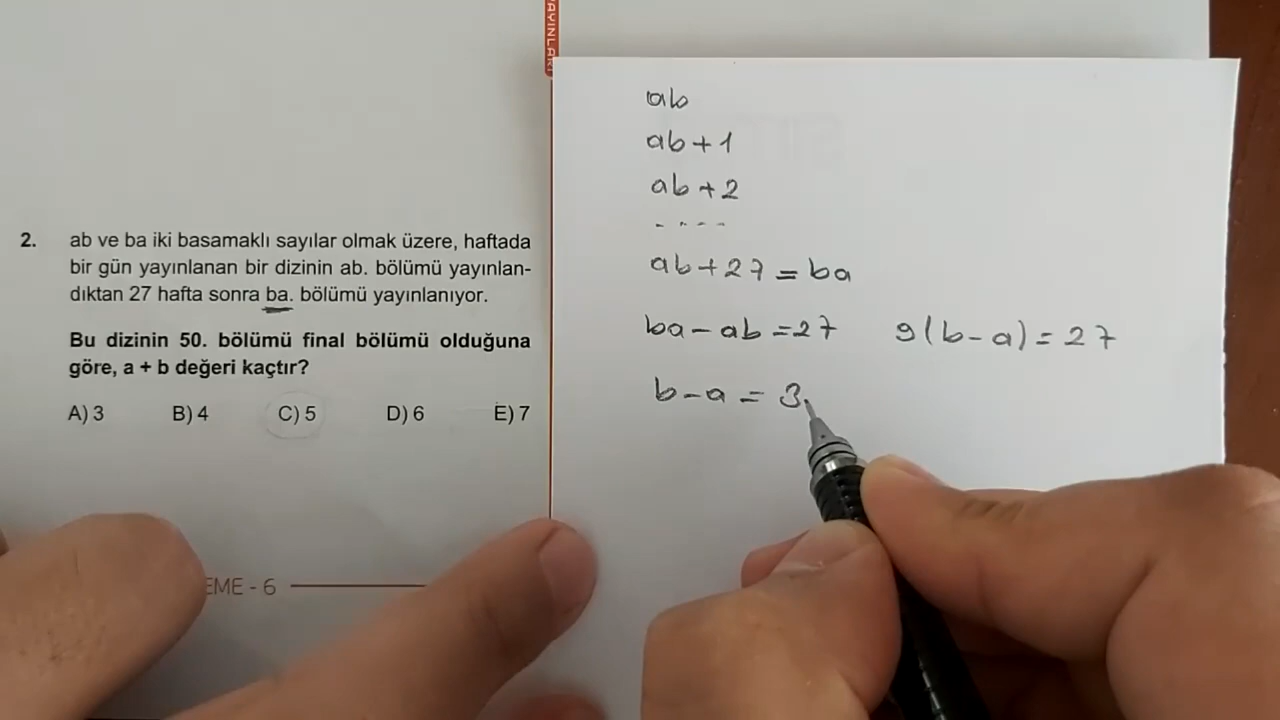 YAYINLARI
2. ab ve ba iki basamaklı sayılar olmak üzere, haftada
bir gün yayınlanan bir dizinin ab. bölümü yayınlan-
dıktan 27 hafta sonra ba. bölümü yayınlanıyor.
Bu dizinin 50. bölümü final bölümü olduğuna
göre, a + b değeri kaçtır?
A) 3 B) 4 C) 5 D) 6 E) 7
EME - 6
ab
ab + 1
ab + 2
----
ab + 27 = ba
ba - ab = 27 9(b - a) = 27
b - a = 3